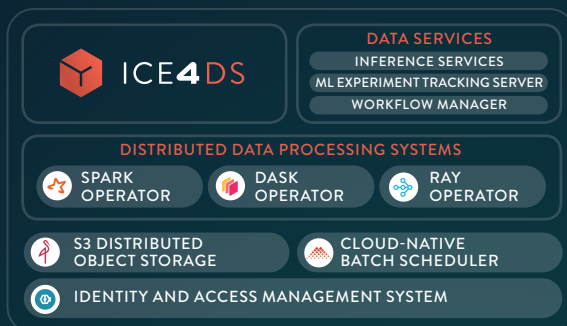 ICE4DS
DATA SERVICES
INFERENCE SERVICES
ML EXPERIMENT TRACKING SERVER
WORKFLOW MANAGER
DISTRIBUTED DATA PROCESSING SYSTEMS
SPARK
OPERATOR
DASK
OPERATOR
RAY
OPERATOR
S3 DISTRIBUTED
OBJECT STORAGE
CLOUD-NATIVE
BATCH SCHEDULER
IDENTITY AND ACCESS MANAGEMENT SYSTEM